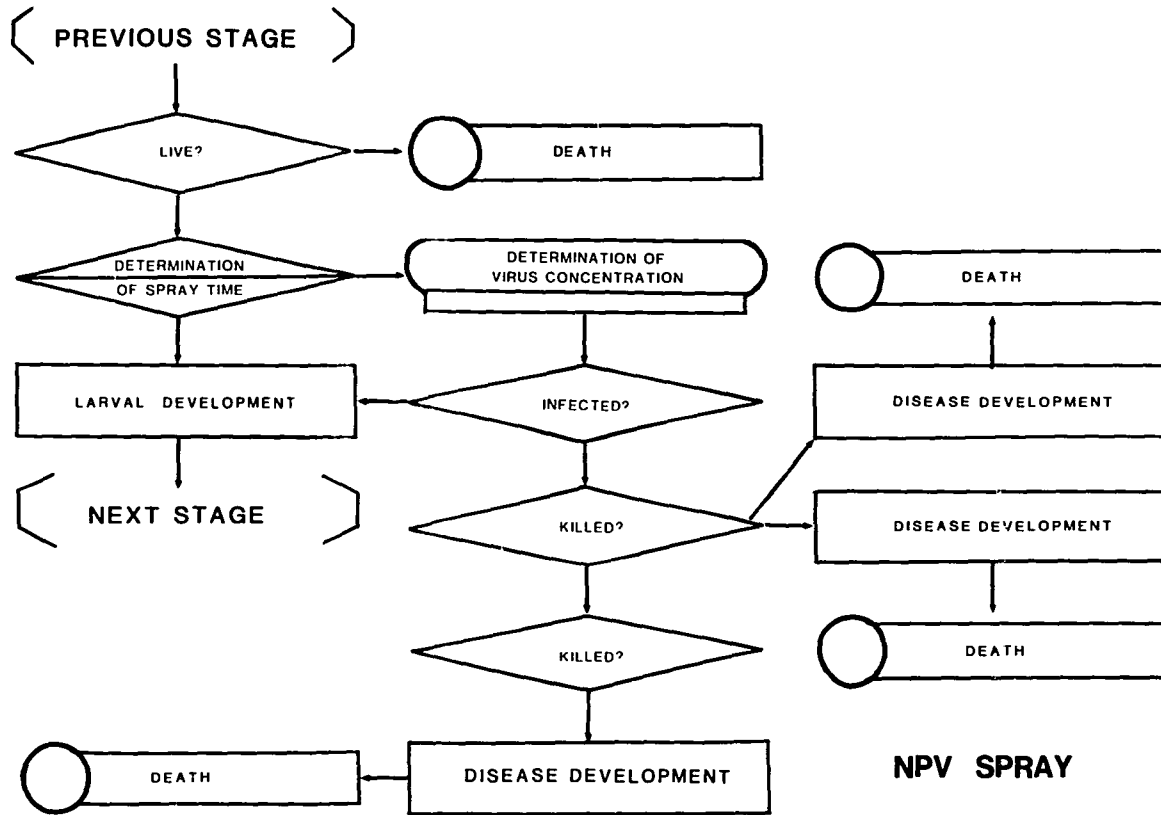 PREVIOUS STAGE
LIVE?
DEATH
DETERMINATION
OF SPRAY TIME
DETERMINATION OF
VIRUS CONCENTRATION
DEATH
LARVAL DEVELOPMENT
INFECTED?
DISEASE DEVELOPMENT
NEXT STAGE
KILLED?
DISEASE DEVELOPMENT
KILLED?
DEATH
DEATH
DISEASE DEVELOPMENT
NPV SPRAY